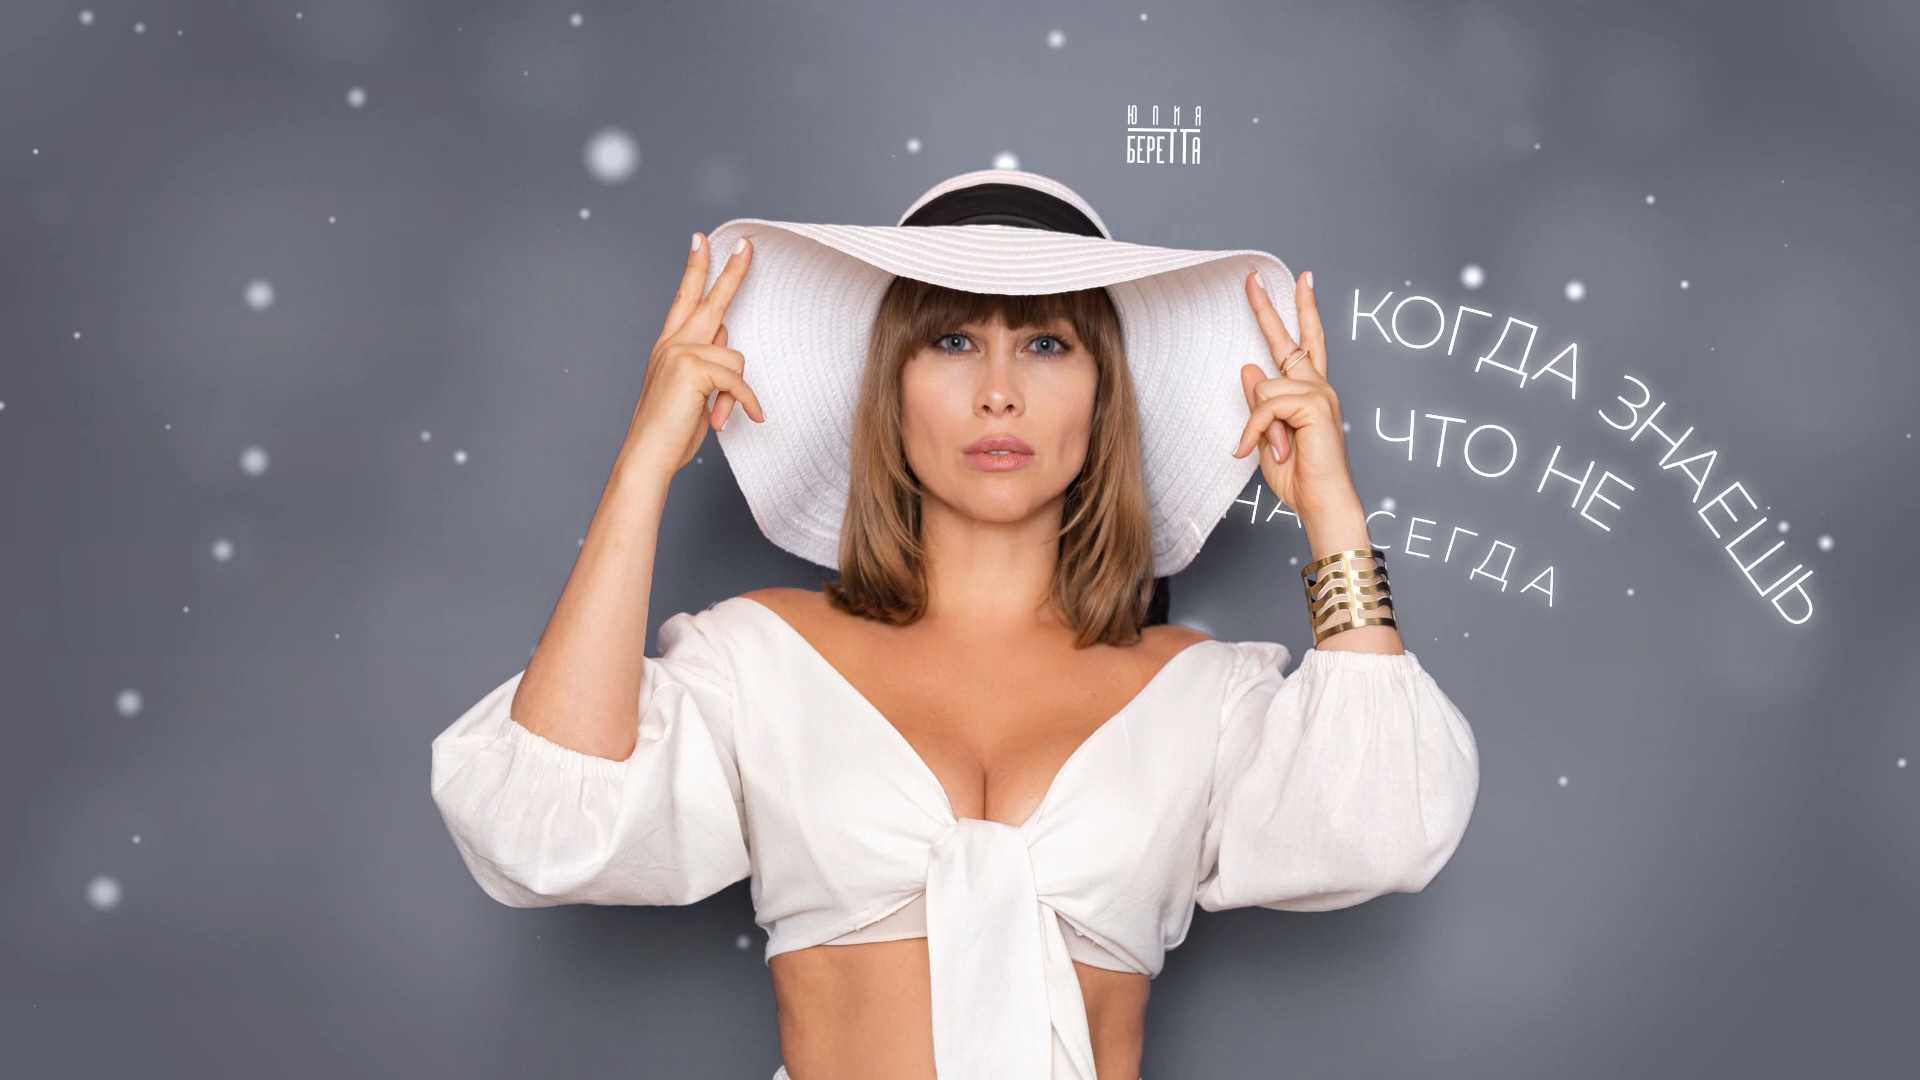 ЮЛИЯ
БЕРЕТТА
КОГДА ЗНАЕШЬ
ЧТО НЕ
НА СЕГДА